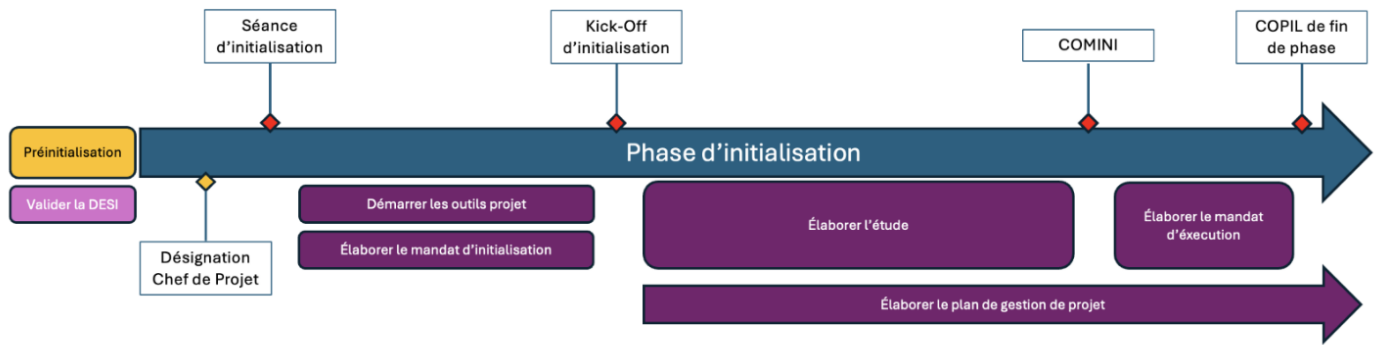 Séance
d'initialisation
Kick-Off
d'initialisation
COMINI
COPIL de fin
de phase
Préinitialisation
Phase d'initialisation
Valider la DESI
Démarrer les outils projet
Élaborer l'étude
Élaborer le mandat
d'éxecution
Élaborer le mandat d'initialisation
Désignation
Chef de Projet
Élaborer le plan de gestion de projet